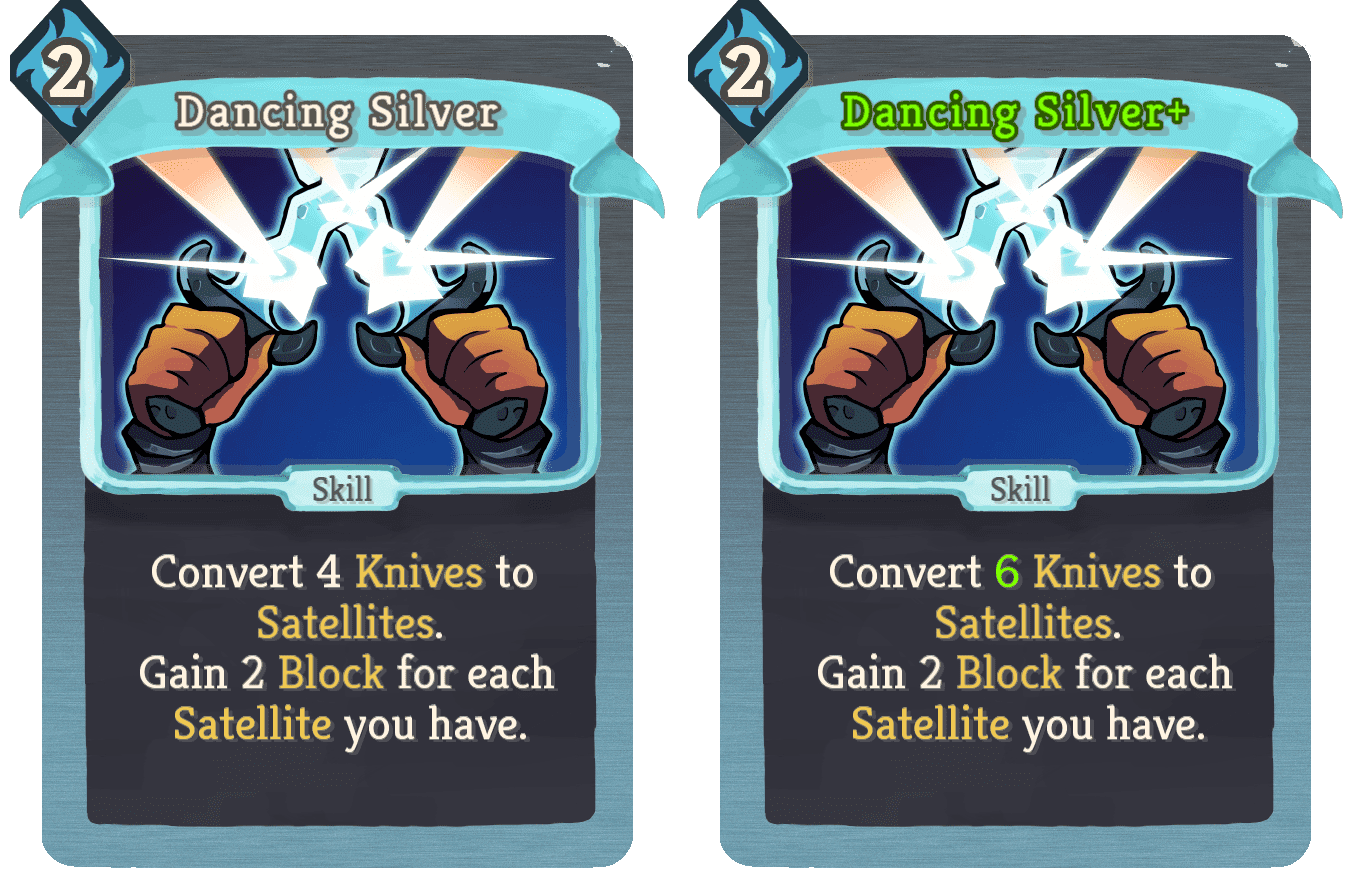 2
Dancing Silver
Skill
Convert 4 Knives to
Satellites.
Gain 2 Block for each
Satellite you have.
2
Dancing Silver+
Skill
Convert 6 Knives to
Satellites.
Gain 2 Block for each
Satellite you have.